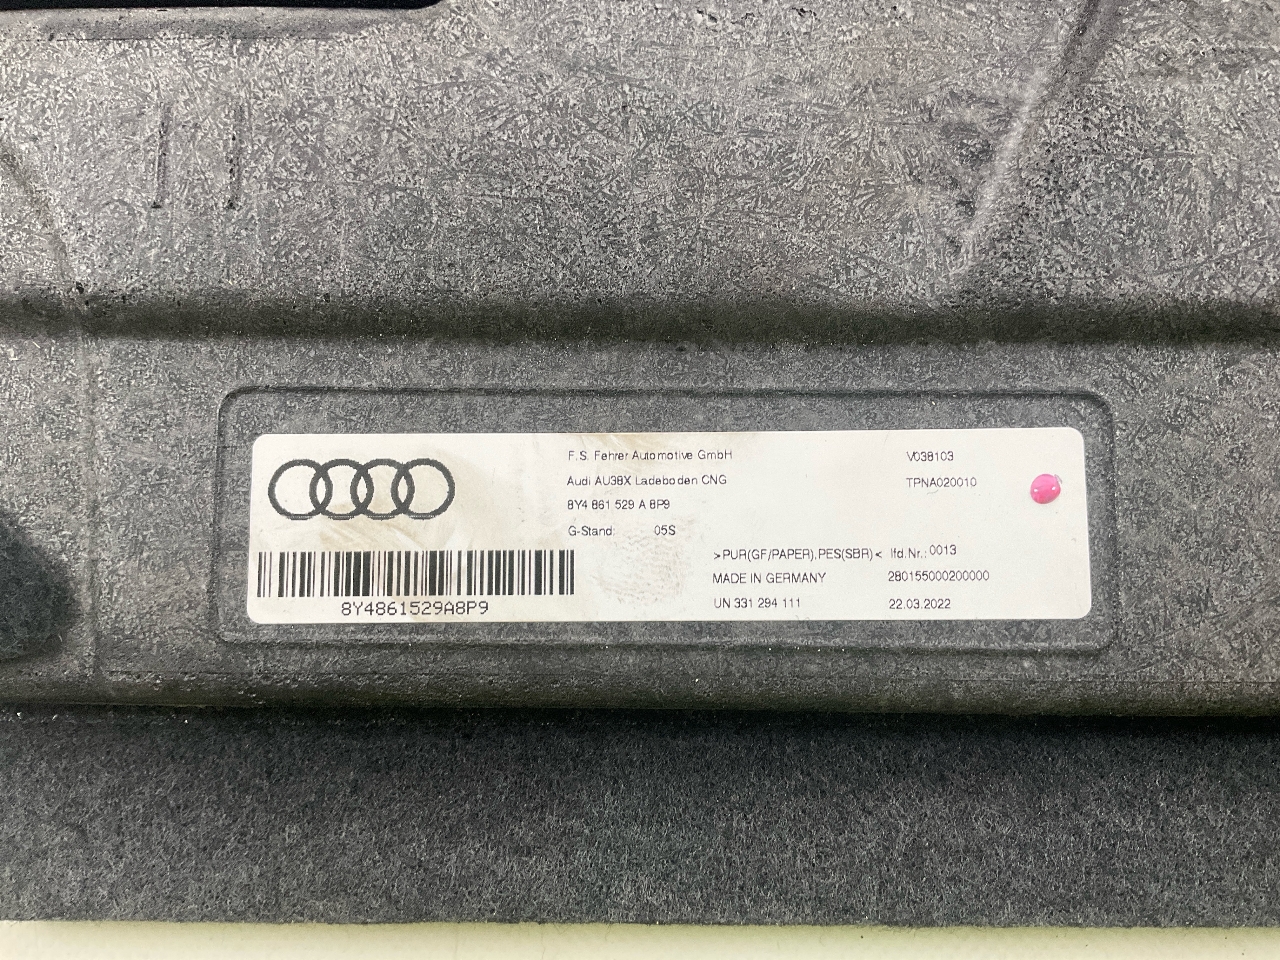 F.S. Fehrer Automotive GmbH
V038103
Audi AU38X Ladeboden CNG
TPNA020010
8Y4 861 529 A 8P9
G-Stand: 05S
>PUR(GF/PAPER),PES(SBR)< lfd.Nr.: 0013
MADE IN GERMANY
280155000200000
UN 331 294 111
22.03.2022
8Y4861529A8P9